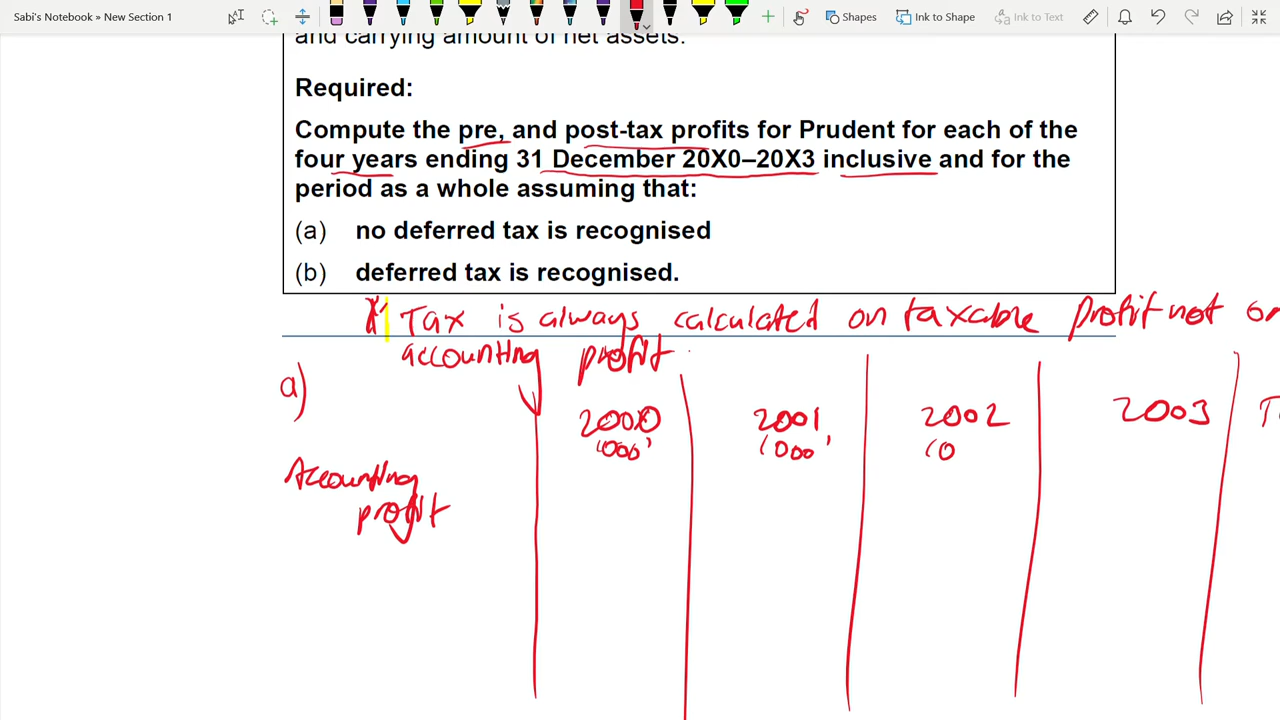 Sabi's Notebook » New Section 1
Shapes
Ink to Shape
Ink to Text
and carrying amount of net assets.
Required:
Compute the pre, and post-tax profits for Prudent for each of the
four years ending 31 December 20X0–20X3 inclusive and for the
period as a whole assuming that:
(a) no deferred tax is recognised
(b) deferred tax is recognised.
Tax is always calculated on taxable profit not on
accounting profit
a)
2000 2001 2002 2003 T
'000' '000' '0
Accounting
profit